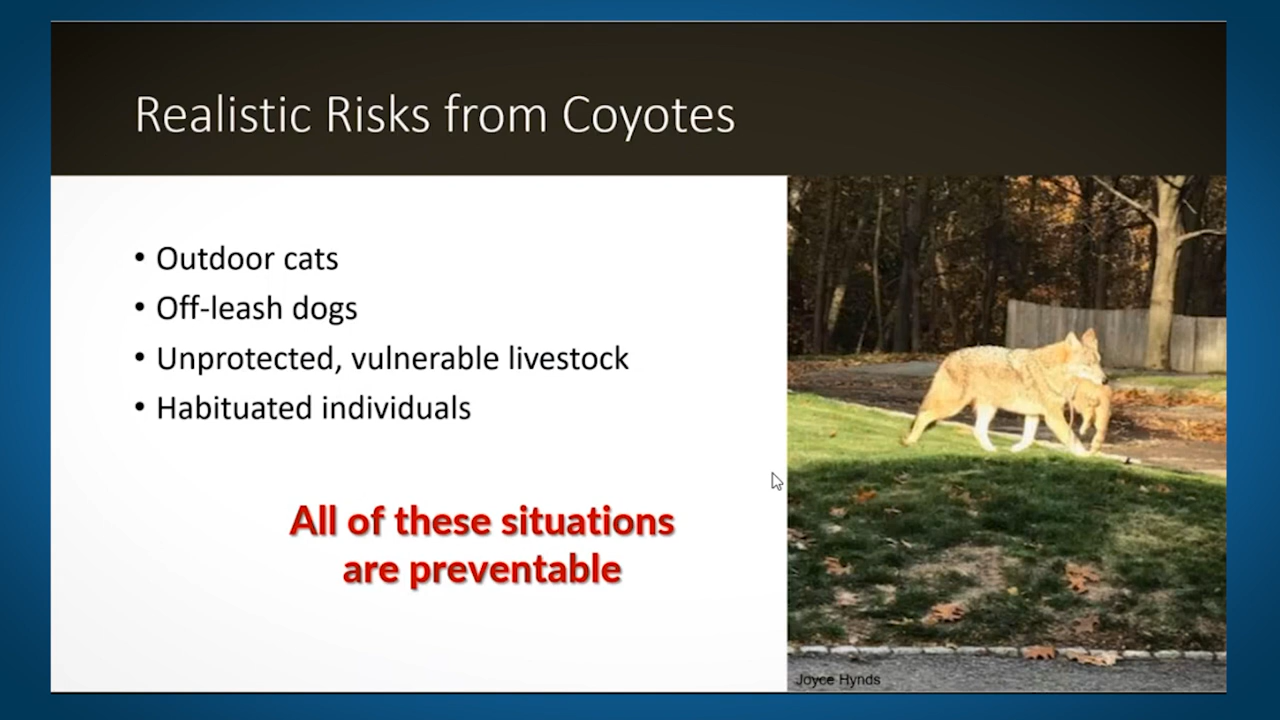 Realistic Risks from Coyotes
• Outdoor cats
• Off-leash dogs
• Unprotected, vulnerable livestock
• Habituated individuals
All of these situations
are preventable
Joyce Hynds